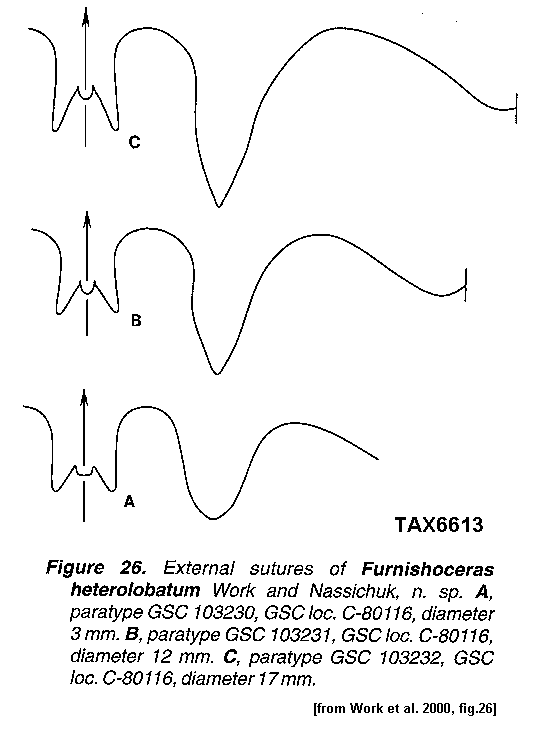 C
B
A
TAX6613
Figure 26. External sutures of Furnishoceras
heterolobatum Work and Nassichuk, n. sp. A,
paratype GSC 103230, GSC loc. C-80116, diameter
3 mm. B, paratype GSC 103231, GSC loc. C-80116,
diameter 12 mm. C, paratype GSC 103232, GSC
loc. C-80116, diameter 17 mm.
[from Work et al. 2000, fig.26]